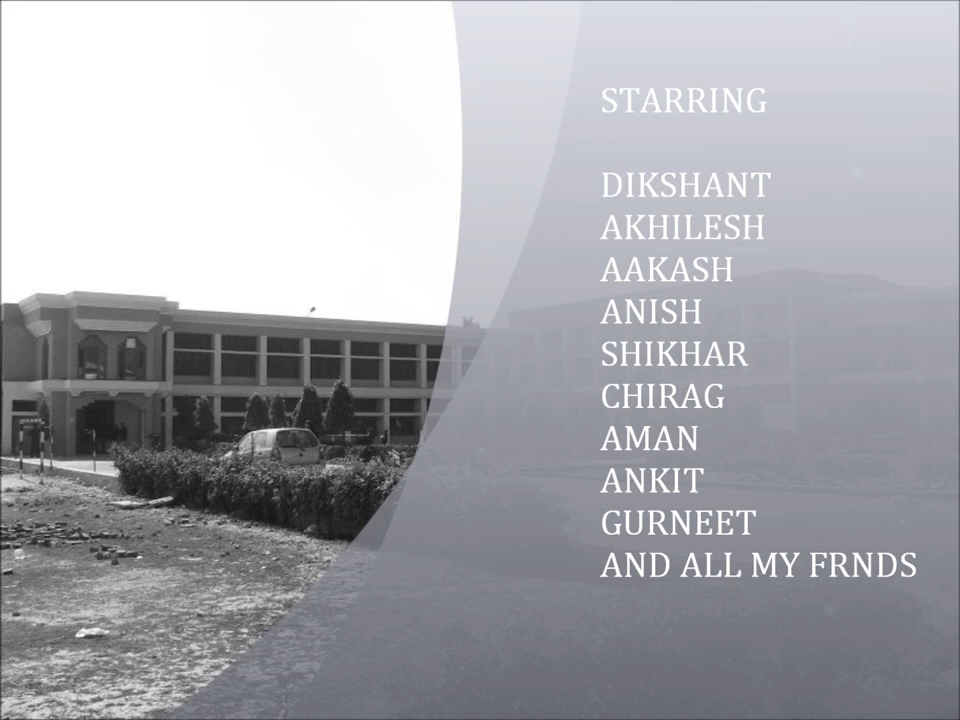 STARRING
DIKSHANT
AKHILESH
AAKASH
ANISH
SHIKHAR
CHIRAG
AMAN
ANKIT
GURNEET
AND ALL MY FRNDS